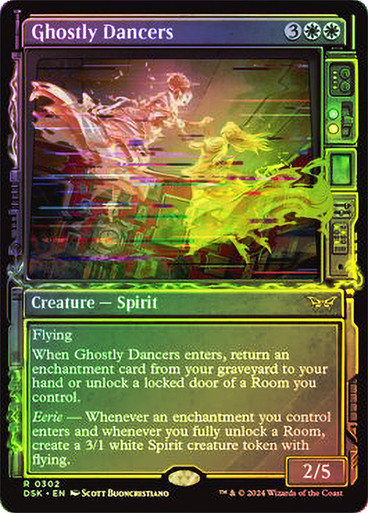 Ghostly Dancers 3
Creature — Spirit
Flying
When Ghostly Dancers enters, return an
enchantment card from your graveyard to your
hand or unlock a locked door of a Room you
control.
Eerie — Whenever an enchantment you control
enters and whenever you fully unlock a Room,
create a 3/1 white Spirit creature token with
flying.
2/5
R 0302
DSK • EN Scott Buoncristiano
™ & © 2024 Wizards of the Coast